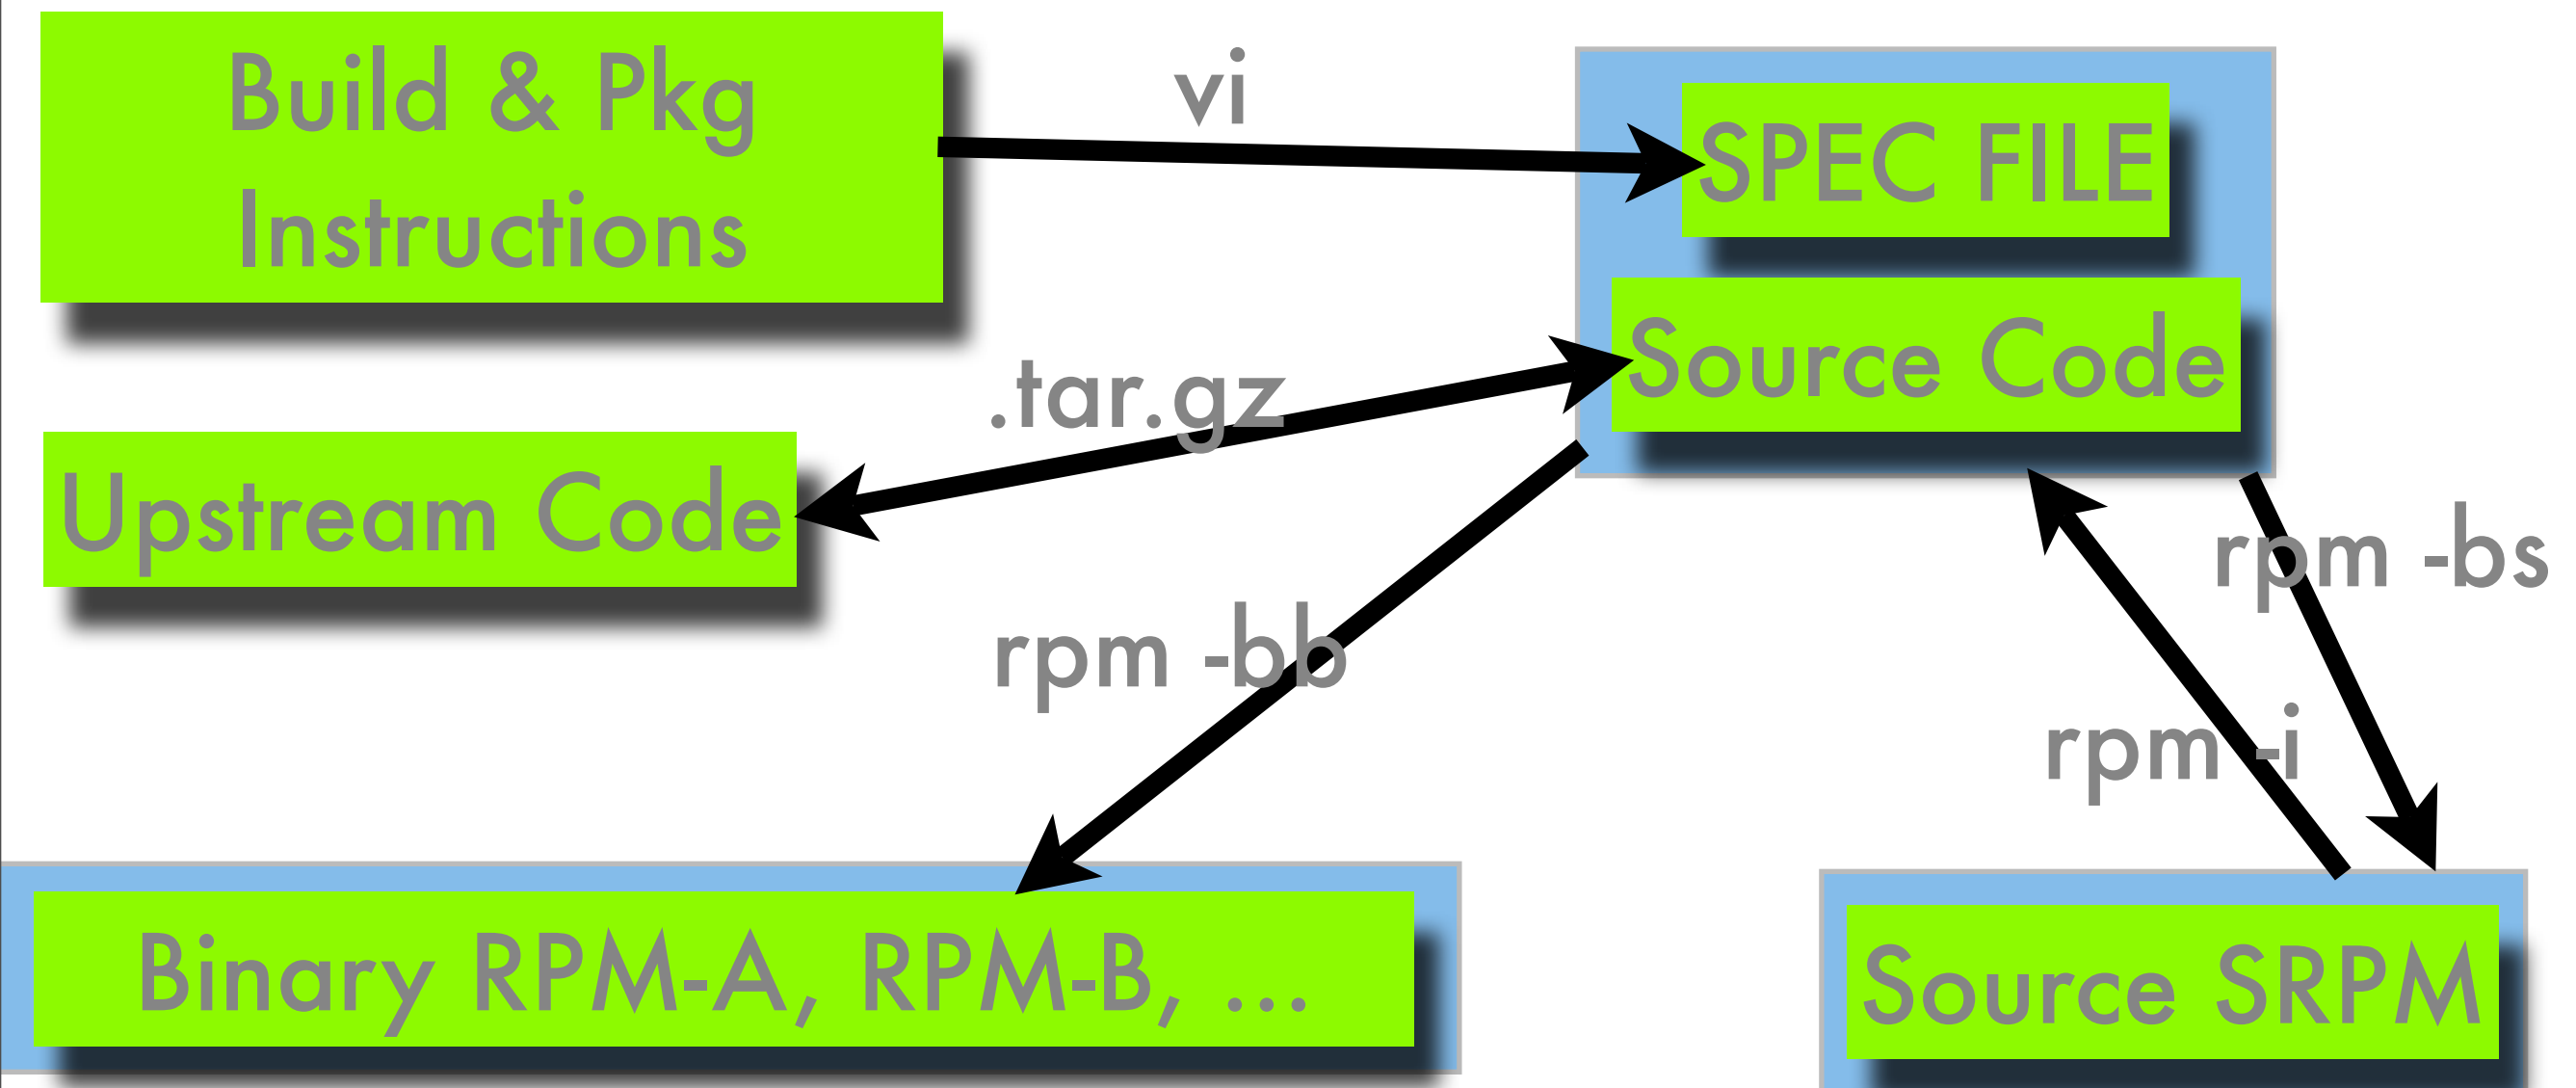 Build & Pkg
Instructions
vi
SPEC FILE
Source Code
.tar.gz
Upstream Code
rpm -bs
rpm -bb
rpm -i
Binary RPM-A, RPM-B, ...
Source SRPM